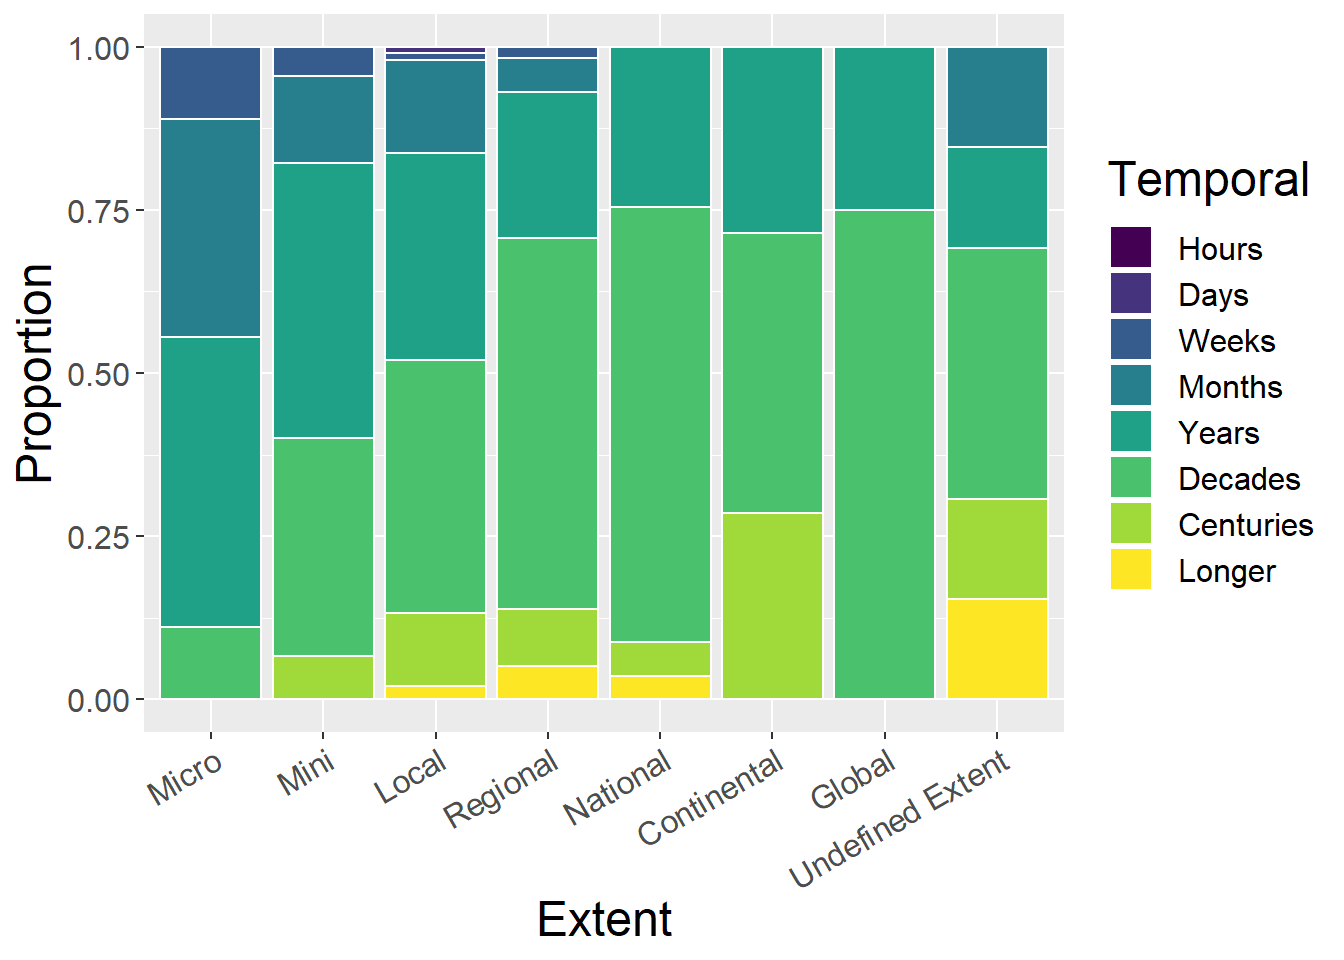 Proportion
1.00
0.75
0.50
0.25
0.00
Micro
Mini
Local
Regional
National
Continental
Global
Undefined Extent
Extent
Temporal
Hours
Days
Weeks
Months
Years
Decades
Centuries
Longer